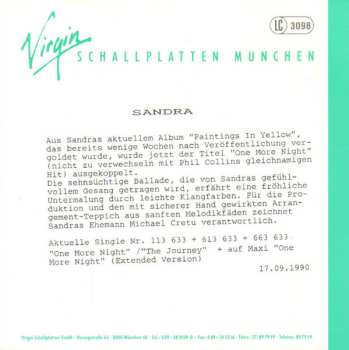 Virgin
LC 3098
SCHALLPLATTEN MUNCHEN
SANDRA
Aus Sandras aktuellem Album "Paintings In Yellow",
das bereits wenige Wochen nach Veröffentlichung ver-
goldet wurde, wurde jetzt der Titel "One More Night"
(nicht zu verwechseln mit Phil Collins gleichnamigen
Hit) ausgekoppelt.
Die sehnsüchtige Ballade, die von Sandras gefühl-
vollem Gesang getragen wird, erfährt eine fröhliche
Untermalung durch leichte Klangfarben. Für die Pro-
duktion und den mit sicherer Hand gewirkten Arran-
gement-Teppich aus sanften Melodikfäden zeichnet
Sandras Ehemann Michael Cretu verantwortlich.
Aktuelle Single Nr. 113 633 + 613 633 + 663 633
"One More Night" /"The Journey" + auf Maxi "One
More Night" (Extended Version)
17.09.1990
Virgin Schallplatten GmbH